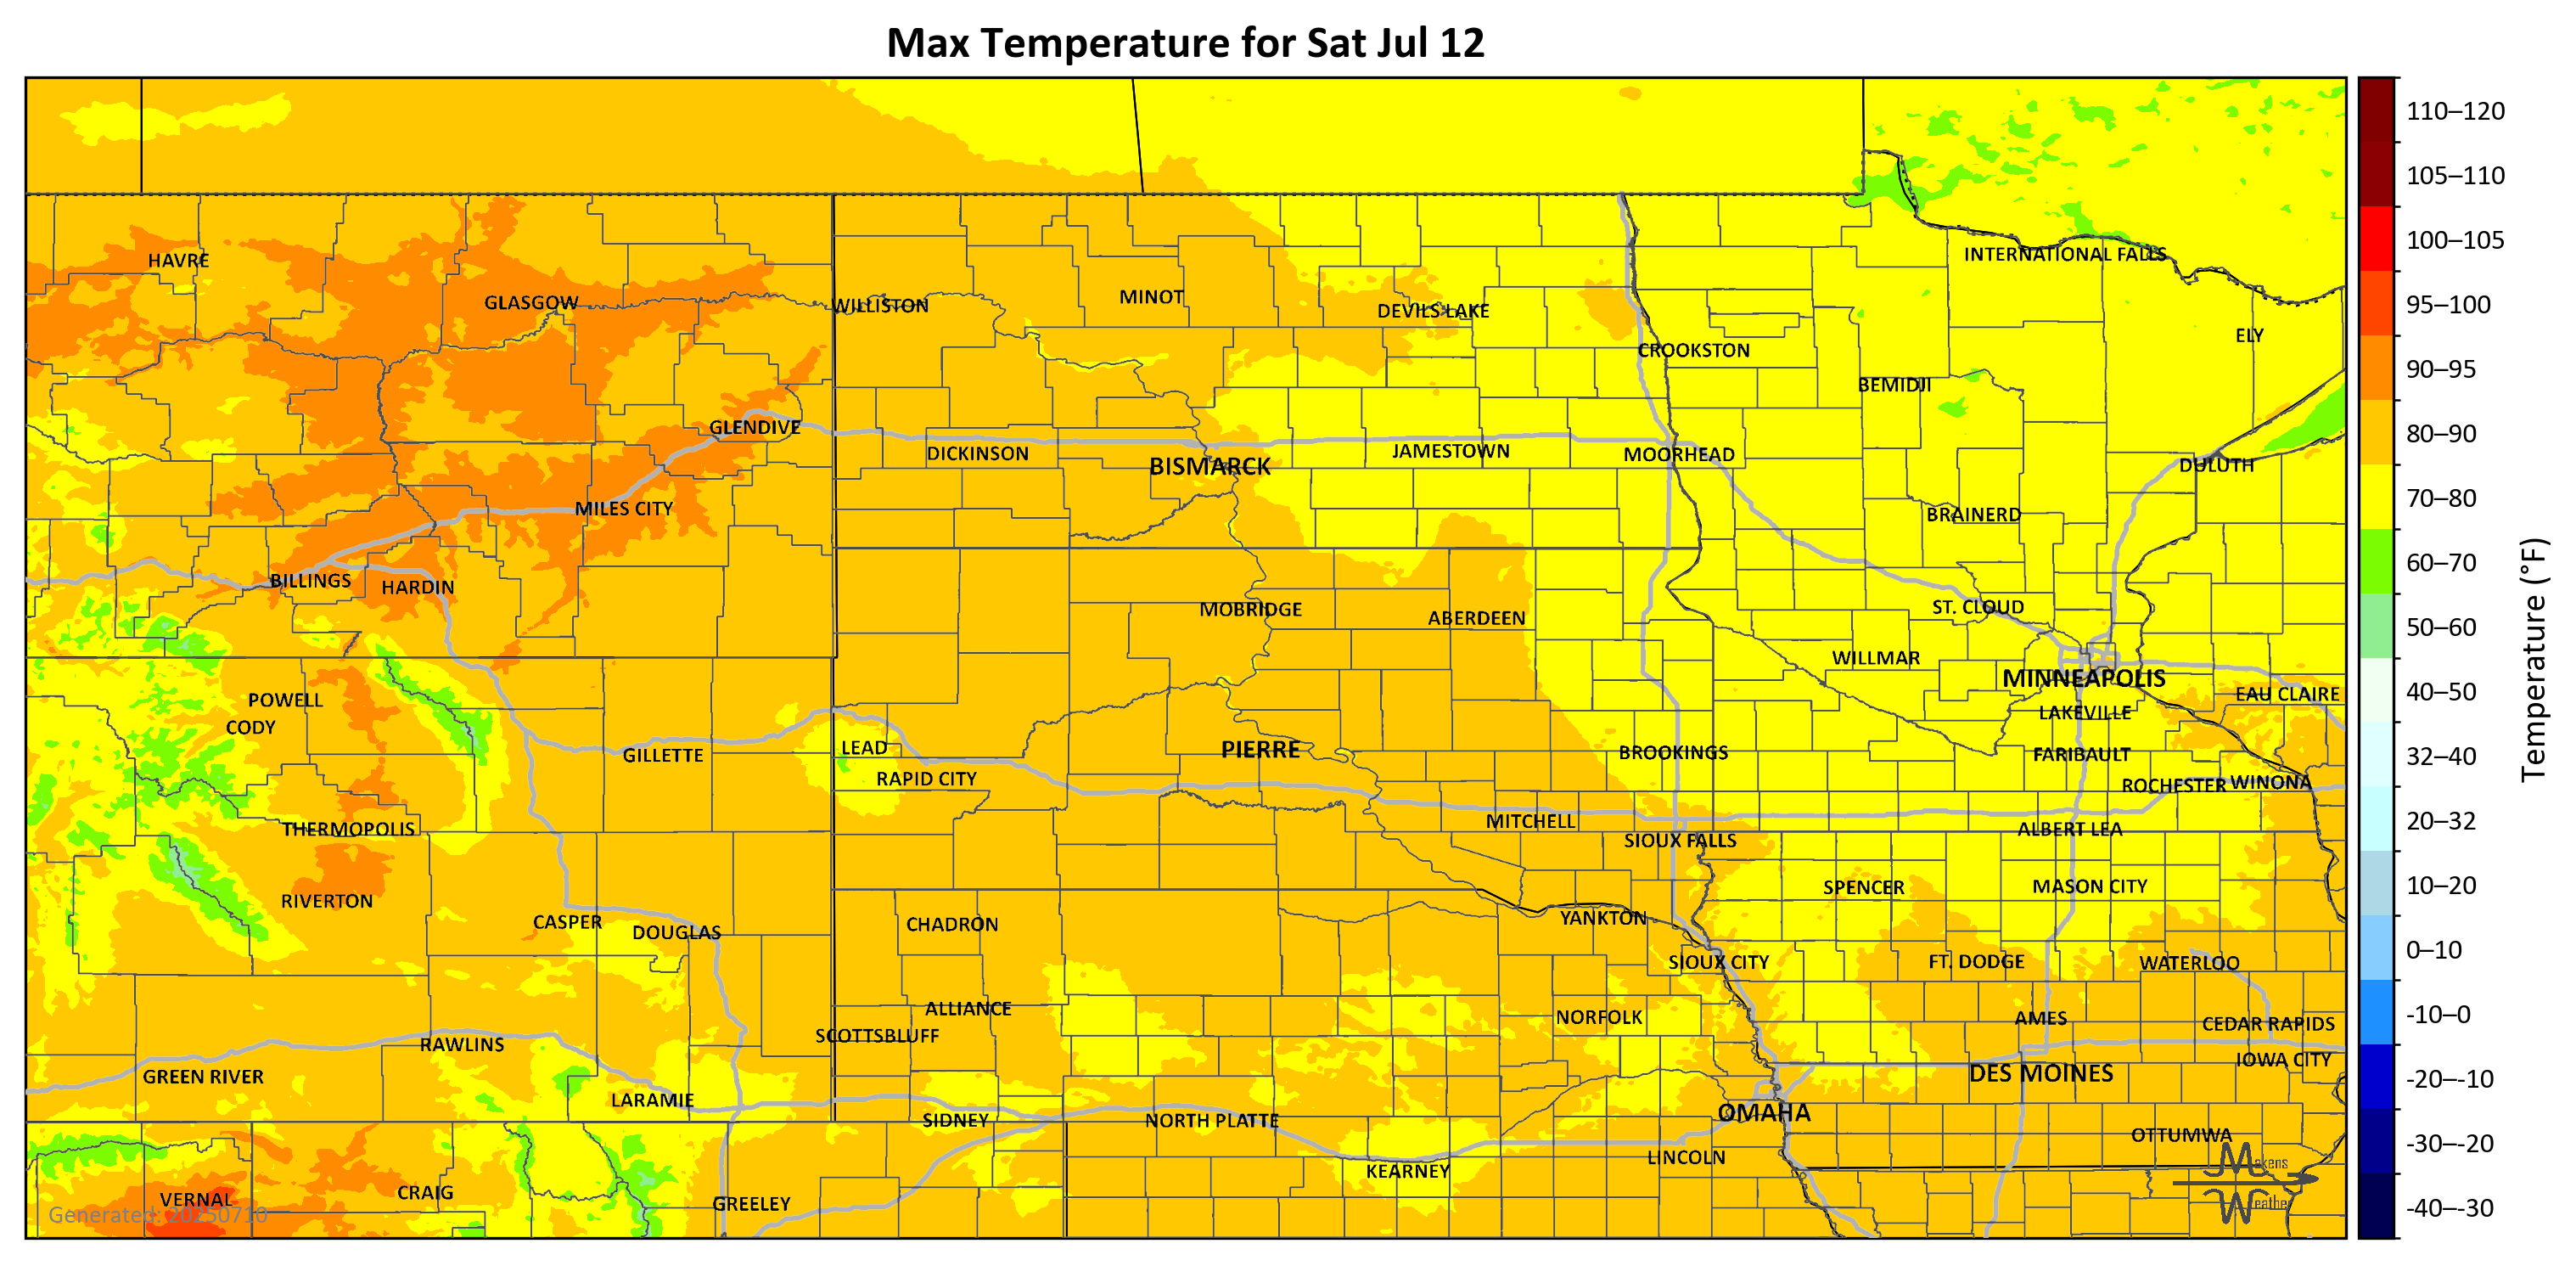 Max Temperature for Sat Jul 12
110–120
105–110
100–105
95–100
90–95
80–90
70–80
60–70
50–60
40–50
32–40
20–32
10–20
0–10
-10–0
-20–-10
-30–-20
-40–-30
Temperature (°F)
HAVRE
INTERNATIONAL FALLS
GLASGOW
WILLISTON
MINOT
DEVILS LAKE
ELY
CROOKSTON
BEMIDJI
GLENDIVE
DICKINSON
BISMARCK
JAMESTOWN
MOORHEAD
DULUTH
MILES CITY
BRAINERD
BILLINGS
HARDIN
MOBRIDGE
ABERDEEN
ST. CLOUD
WILLMAR
MINNEAPOLIS
POWELL
EAU CLAIRE
CODY
LAKEVILLE
GILLETTE
LEAD
PIERRE
BROOKINGS
FARIBAULT
RAPID CITY
ROCHESTER
WINONA
THERMOPOLIS
MITCHELL
ALBERT LEA
SIOUX FALLS
RIVERTON
SPENCER
MASON CITY
CASPER
DOUGLAS
CHADRON
YANKTON
SIOUX CITY
FT. DODGE
WATERLOO
ALLIANCE
NORFOLK
AMES
CEDAR RAPIDS
SCOTTSBLUFF
RAWLINS
IOWA CITY
GREEN RIVER
DES MOINES
LARAMIE
SIDNEY
NORTH PLATTE
OMAHA
OTTUMWA
KEARNEY
LINCOLN
VERNAL
CRAIG
GREELEY
Generated: 20250710
Makens
Weather